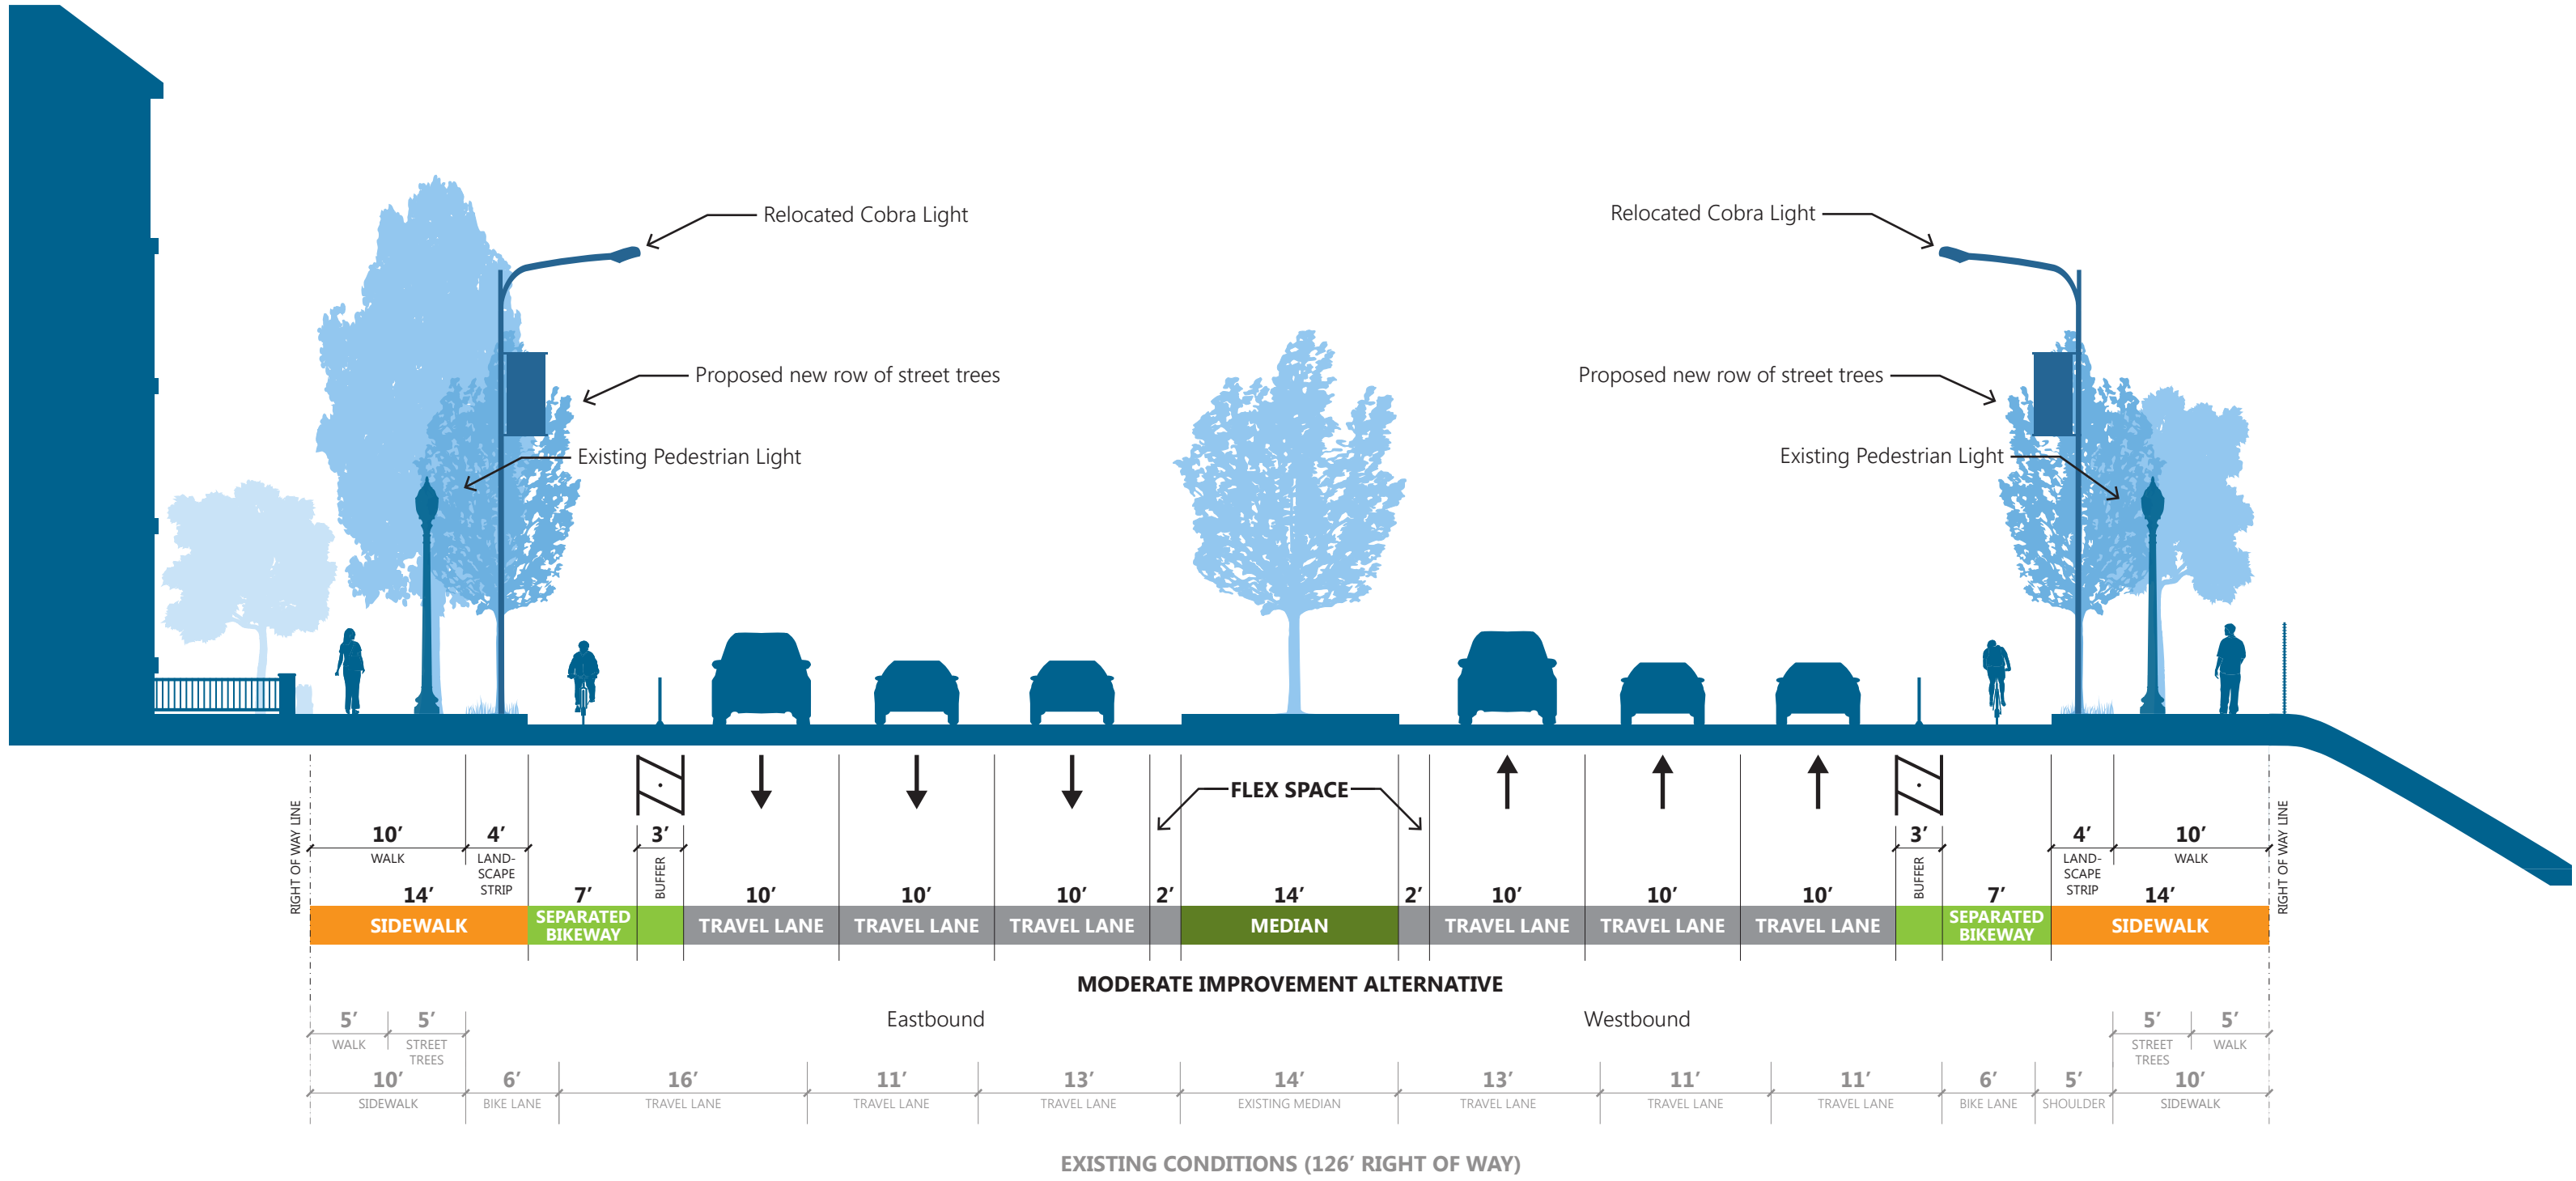 Relocated Cobra Light
Relocated Cobra Light
Proposed new row of street trees
Proposed new row of street trees
Existing Pedestrian Light
Existing Pedestrian Light
FLEX SPACE
RIGHT OF WAY LINE
10’
WALK
4’
LAND-
SCAPE
STRIP
3’
BUFFER
3’
BUFFER
4’
LAND-
SCAPE
STRIP
10’
WALK
RIGHT OF WAY LINE
14’
7’
10’
10’
10’
2’
14’
2’
10’
10’
10’
7’
14’
SIDEWALK
SEPARATED
BIKEWAY
TRAVEL LANE
TRAVEL LANE
TRAVEL LANE
MEDIAN
TRAVEL LANE
TRAVEL LANE
TRAVEL LANE
SEPARATED
BIKEWAY
SIDEWALK
MODERATE IMPROVEMENT ALTERNATIVE
Eastbound
Westbound
5’
WALK
5’
STREET
TREES
5’
STREET
TREES
5’
WALK
10’
SIDEWALK
6’
BIKE LANE
16’
TRAVEL LANE
11’
TRAVEL LANE
13’
TRAVEL LANE
14’
EXISTING MEDIAN
13’
TRAVEL LANE
11’
TRAVEL LANE
11’
TRAVEL LANE
6’
BIKE LANE
5’
SHOULDER
10’
SIDEWALK
EXISTING CONDITIONS (126’ RIGHT OF WAY)